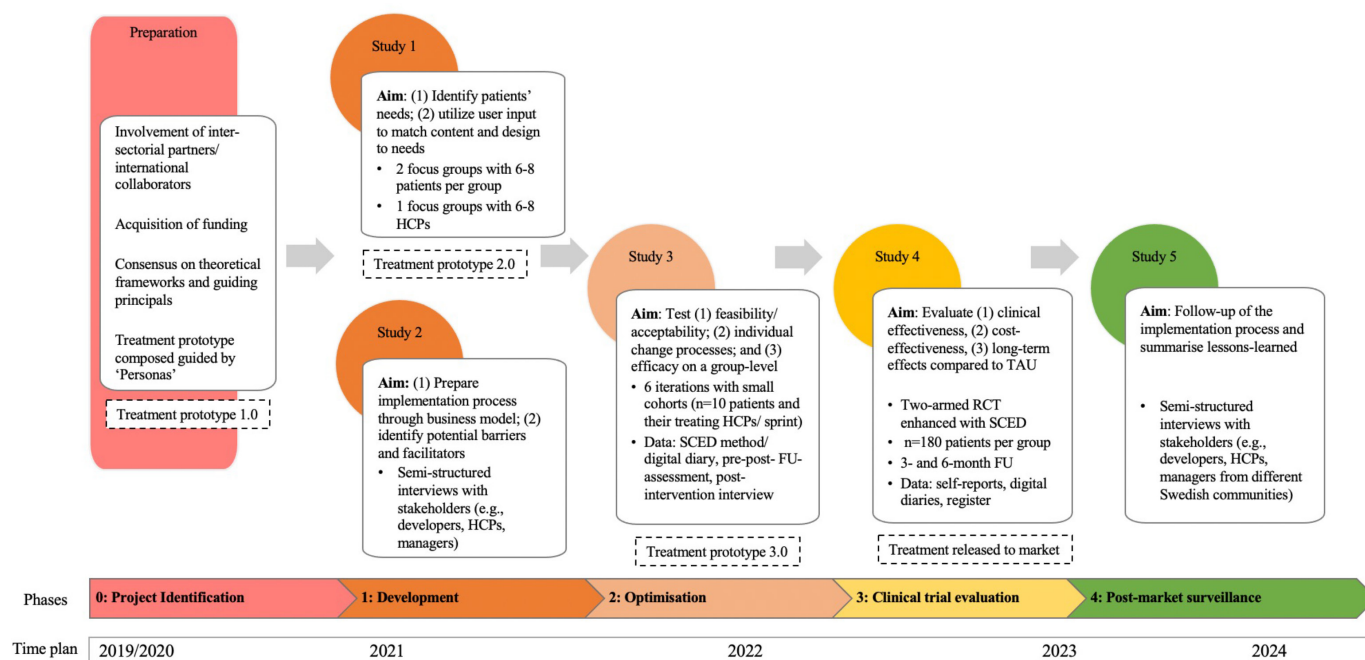 Preparation
Involvement of inter-
sectorial partners/
international
collaborators
Acquisition of funding
Consensus on theoretical
frameworks and guiding
principals
Treatment prototype
composed guided by
‘Personas’
Treatment prototype 1.0
Study 1
Aim: (1) Identify patients’
needs; (2) utilize user input
to match content and design
to needs
• 2 focus groups with 6-8
patients per group
• 1 focus groups with 6-8
HCPs
Treatment prototype 2.0
Study 2
Aim: (1) Prepare
implementation process
through business model; (2)
identify potential barriers
and facilitators
• Semi-structured
interviews with
stakeholders (e.g.,
developers, HCPs,
managers)
Study 3
Aim: Test (1) feasibility/
acceptability; (2) individual
change processes; and (3)
efficacy on a group-level
• 6 iterations with small
cohorts (n=10 patients and
their treating HCPs/ sprint)
• Data: SCED method/
digital diary, pre-post- FU-
assessment, post-
intervention interview
Treatment prototype 3.0
Study 4
Aim: Evaluate (1) clinical
effectiveness, (2) cost-
effectiveness, (3) long-term
effects compared to TAU
• Two-armed RCT
enhanced with SCED
• n=180 patients per group
• 3- and 6-month FU
• Data: self-reports, digital
diaries, register
Treatment released to market
Study 5
Aim: Follow-up of the
implementation process and
summarise lessons-learned
• Semi-structured
interviews with
stakeholders (e.g.,
developers, HCPs,
managers from different
Swedish communities)
Phases
0: Project Identification
1: Development
2: Optimisation
3: Clinical trial evaluation
4: Post-market surveillance
Time plan
2019/2020
2021
2022
2023
2024